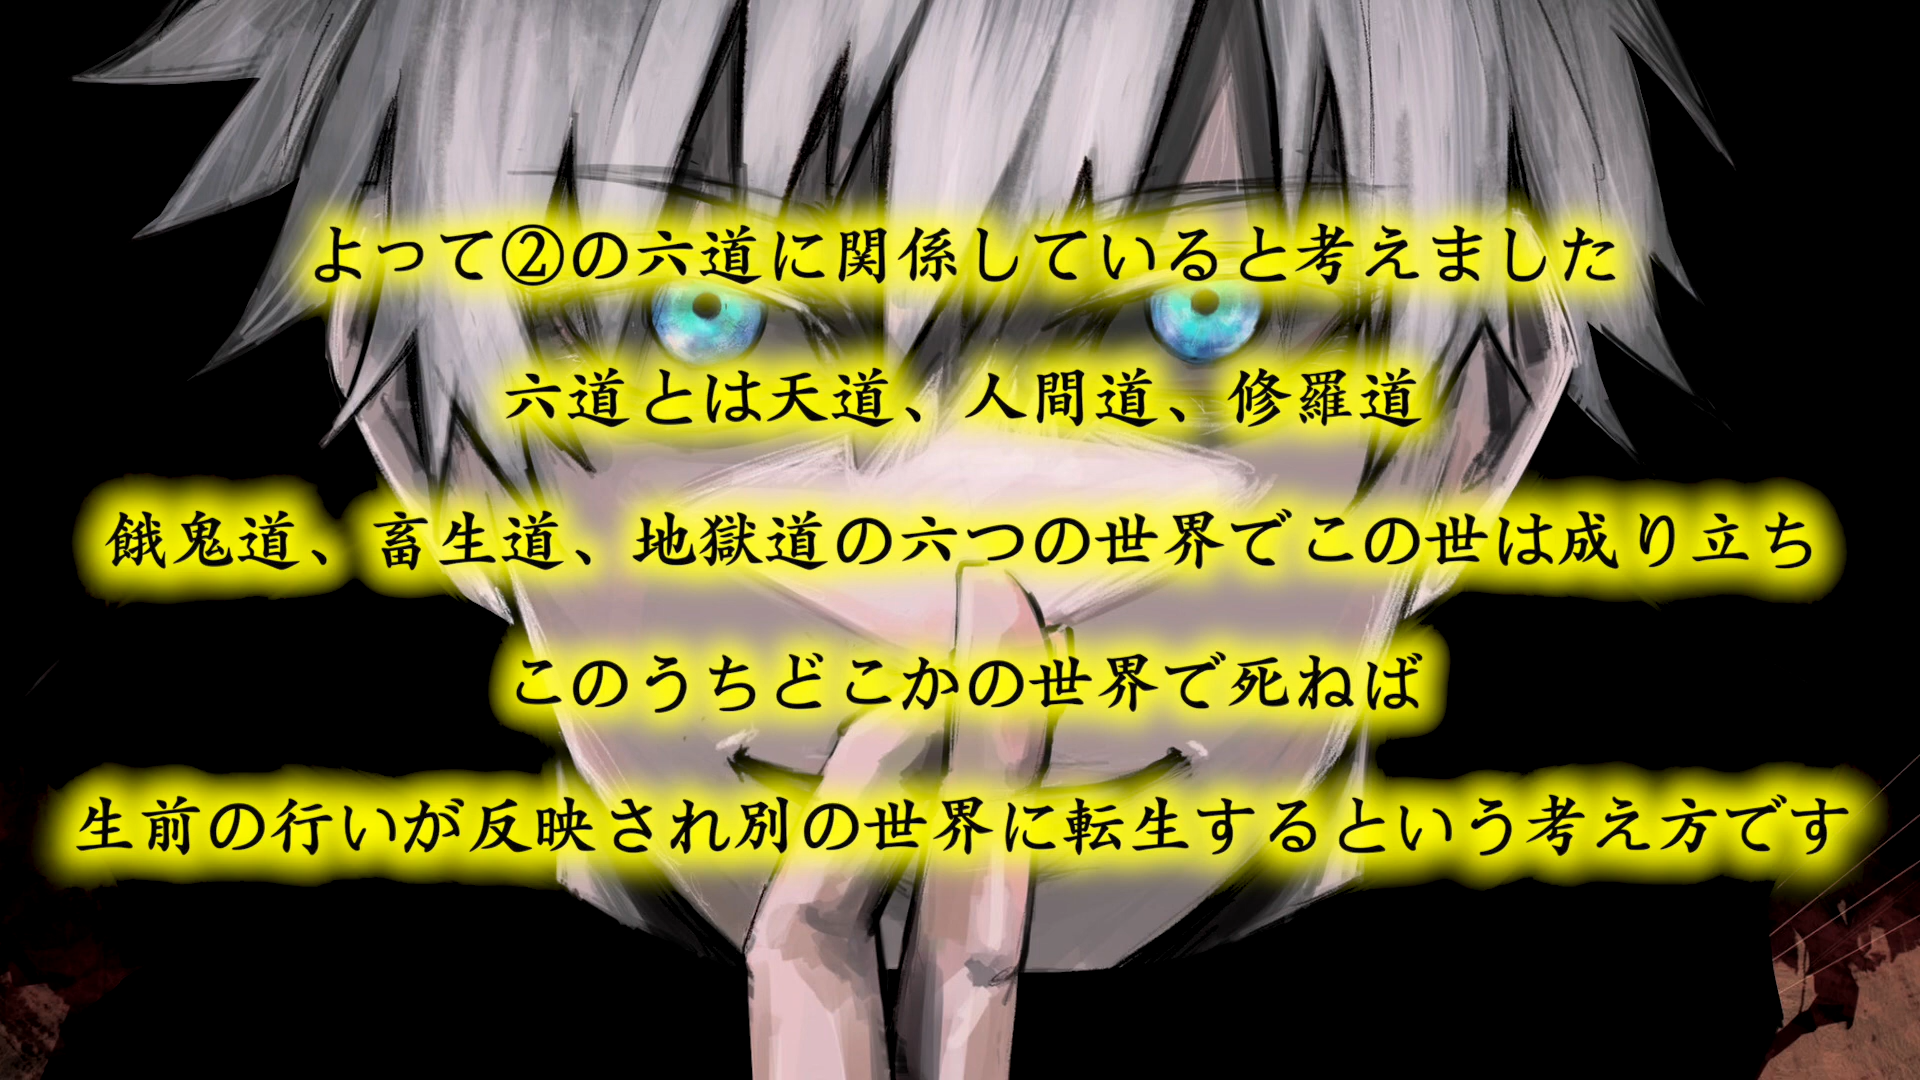 よって②の六道に関係していると考えました
六道とは天道、人間道、修羅道
餓鬼道、畜生道、地獄道の六つの世界でこの世は成り立ち
このうちどこかの世界で死ねば
生前の行いが反映され別の世界に転生するという考え方です